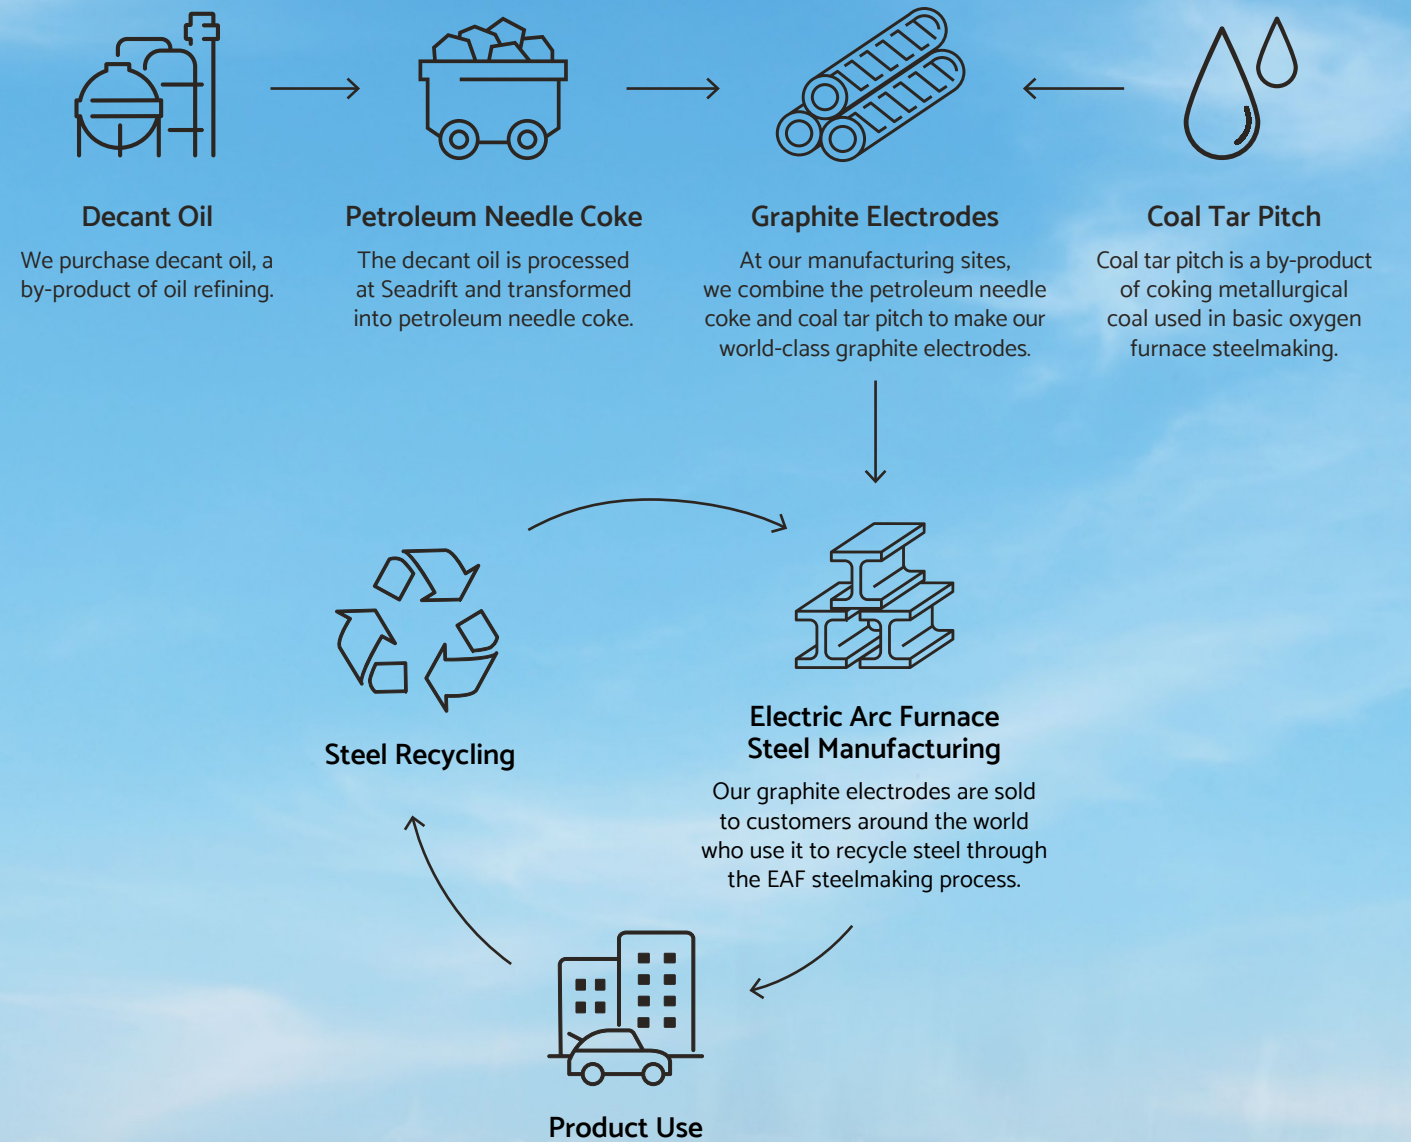 Decant Oil
We purchase decant oil, a
by-product of oil refining.
Petroleum Needle Coke
The decant oil is processed
at Seadrift and transformed
into petroleum needle coke.
Graphite Electrodes
At our manufacturing sites,
we combine the petroleum needle
coke and coal tar pitch to make our
world-class graphite electrodes.
Coal Tar Pitch
Coal tar pitch is a by-product
of coking metallurgical
coal used in basic oxygen
furnace steelmaking.
Steel Recycling
Electric Arc Furnace
Steel Manufacturing
Our graphite electrodes are sold
to customers around the world
who use it to recycle steel through
the EAF steelmaking process.
Product Use